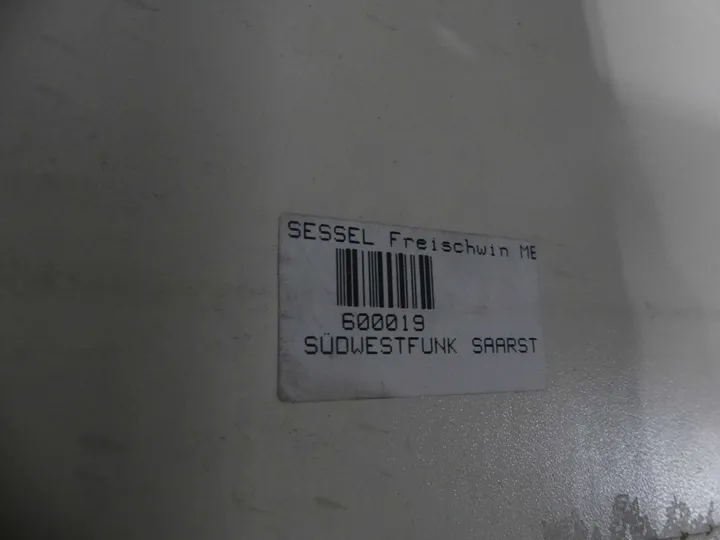 SESSEL Freischwin ME
600019
SÜDWESTFUNK SAARST